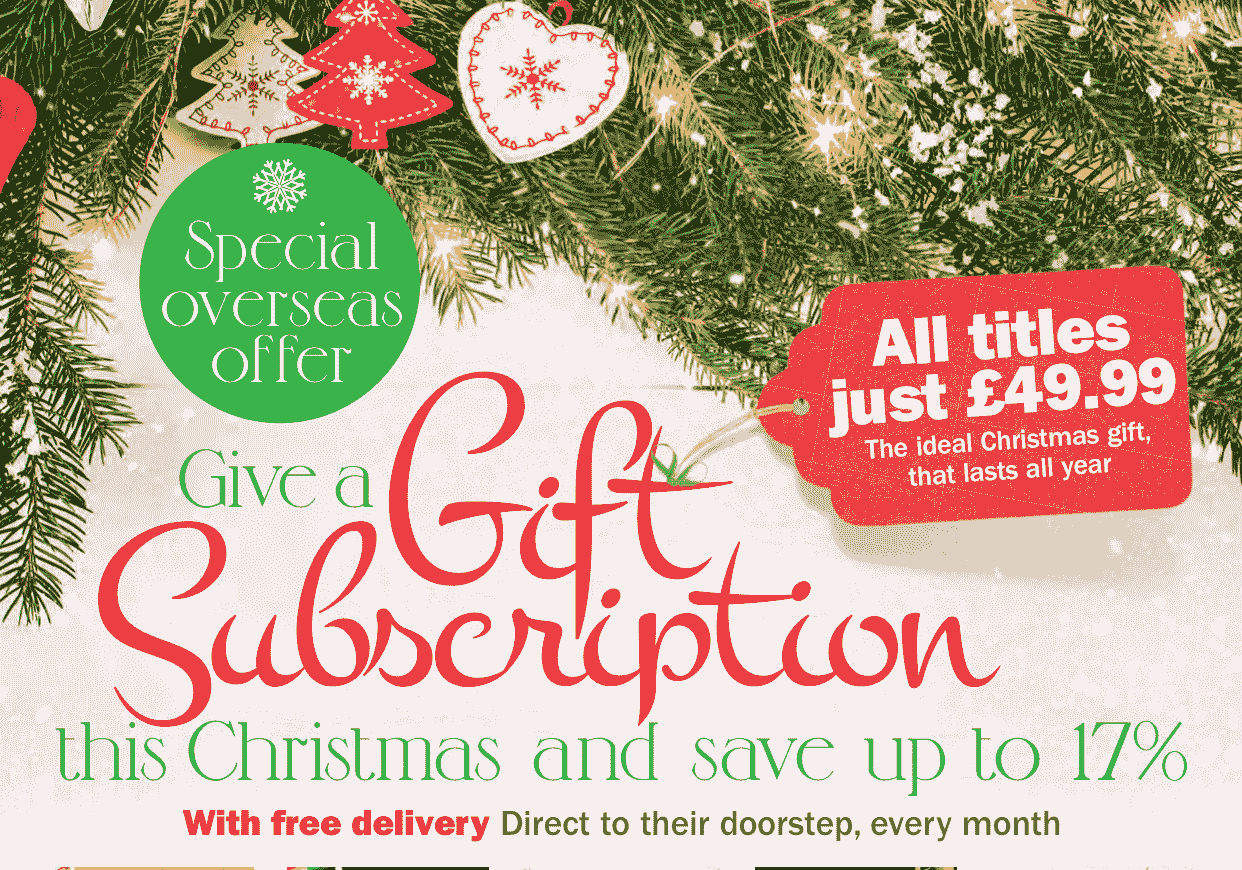 Special
overseas
offer
All titles
just £49.99
The ideal Christmas gift,
that lasts all year
Give a Gift
Subscription
this Christmas and save up to 17%
With free delivery Direct to their doorstep, every month